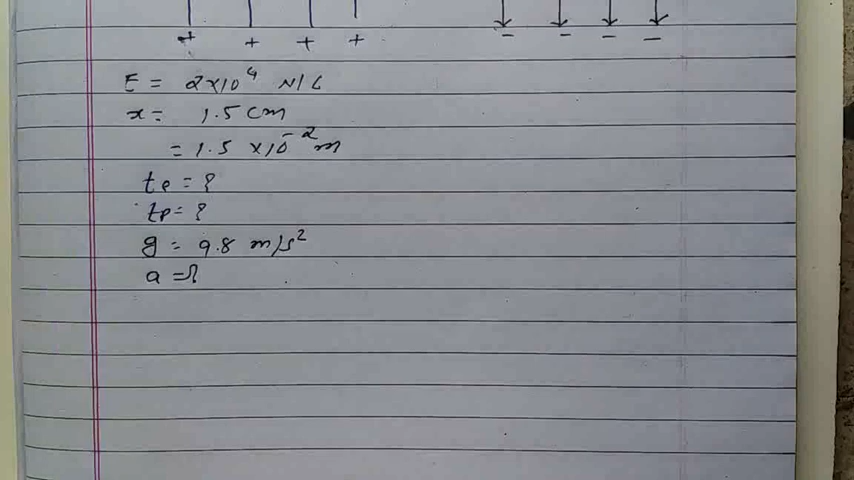 + + + + - - - -
E = 2×10⁴ N/C
x = 1.5 cm
= 1.5 ×10⁻² m
te = ?
tp = ?
g = 9.8 m/s²
a = ?